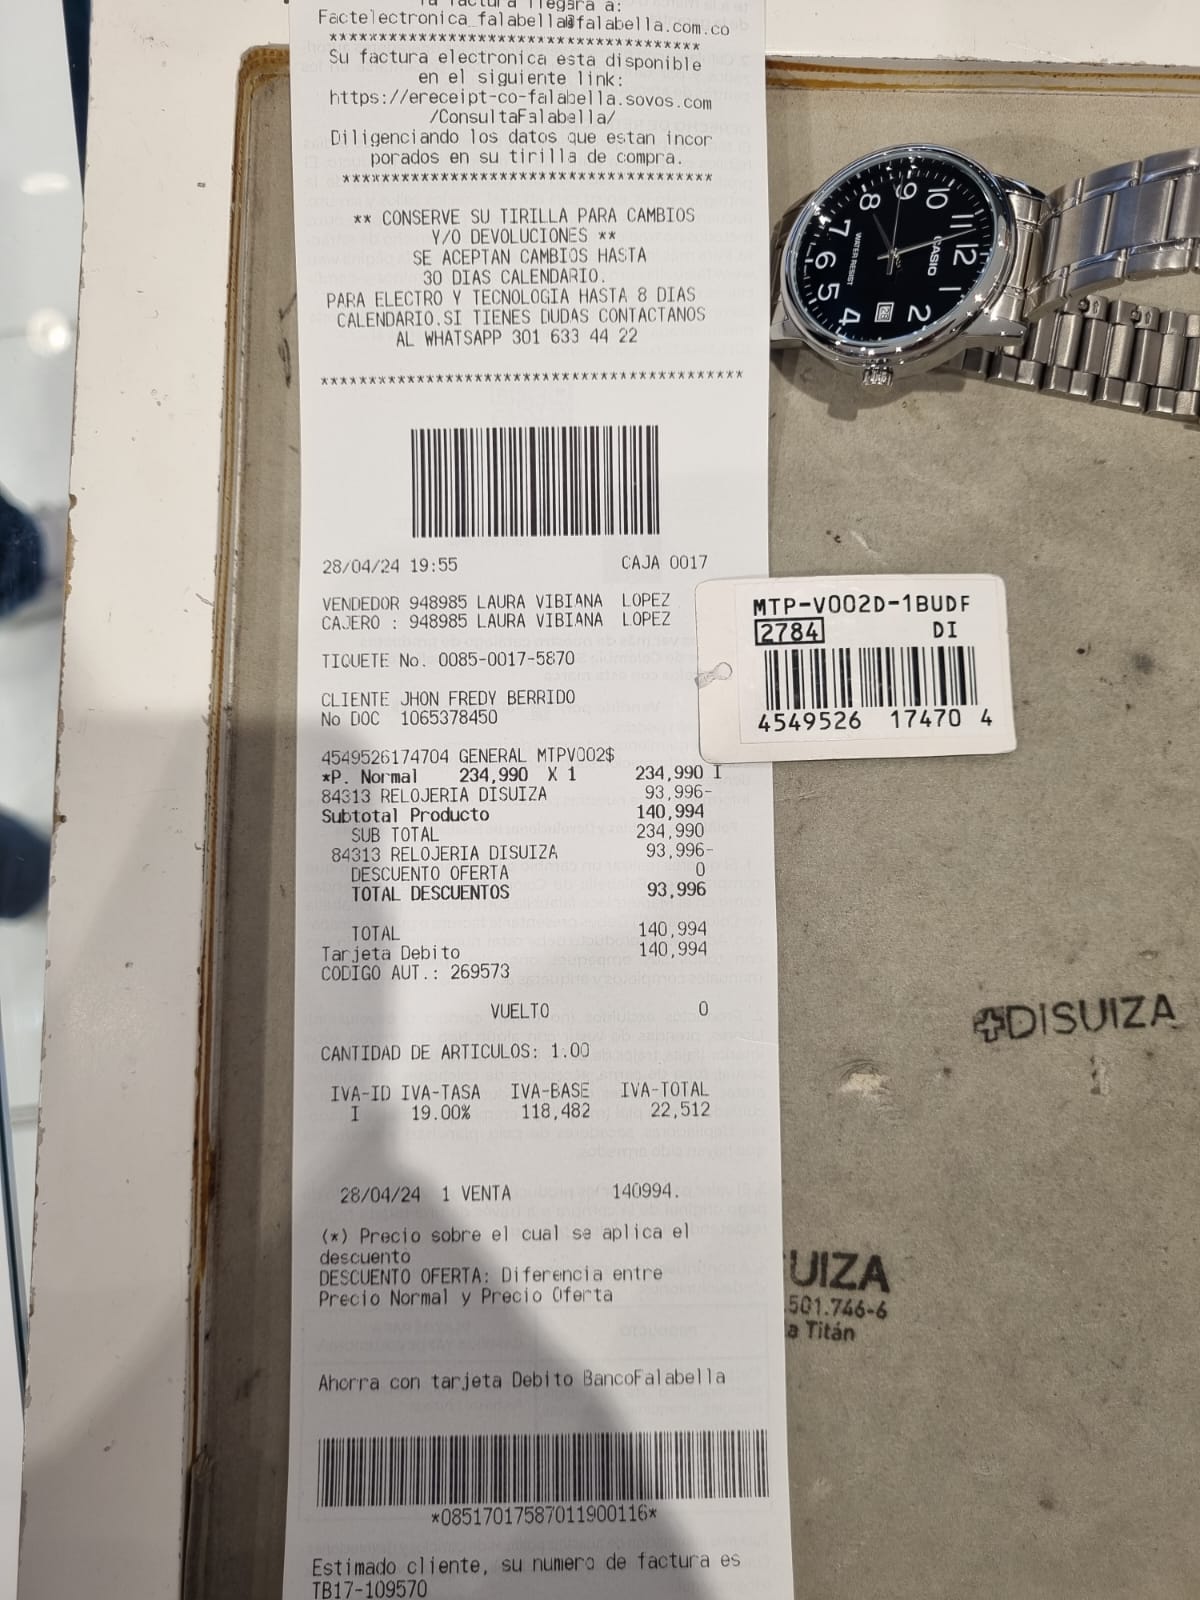 Tu factura llegara a:
Factelectronica_falabella@falabella.com.co
***************************************
Su factura electronica esta disponible
en el siguiente link:
https://ereceipt-co-falabella.sovos.com
/ConsultaFalabella/
Diligenciando los datos que estan incor
porados en su tirilla de compra.
***************************************
** CONSERVE SU TIRILLA PARA CAMBIOS
Y/O DEVOLUCIONES **
SE ACEPTAN CAMBIOS HASTA
30 DIAS CALENDARIO.
PARA ELECTRO Y TECNOLOGIA HASTA 8 DIAS
CALENDARIO.SI TIENES DUDAS CONTACTANOS
AL WHATSAPP 301 633 44 22
********************************************
28/04/24 19:55 CAJA 0017
VENDEDOR 948985 LAURA VIBIANA LOPEZ
CAJERO : 948985 LAURA VIBIANA LOPEZ
TIQUETE No. 0085-0017-5870
CLIENTE JHON FREDY BERRIDO
No DOC 1065378450
4549526174704 GENERAL MTPV002$
*P. Normal 234,990 X 1 234,990 I
84313 RELOJERIA DISUIZA 93,996-
Subtotal Producto 140,994
SUB TOTAL 234,990
84313 RELOJERIA DISUIZA 93,996-
DESCUENTO OFERTA 0
TOTAL DESCUENTOS 93,996
TOTAL 140,994
Tarjeta Debito 140,994
CODIGO AUT.: 269573
VUELTO 0
CANTIDAD DE ARTICULOS: 1.00
IVA-ID IVA-TASA IVA-BASE IVA-TOTAL
I 19.00% 118,482 22,512
28/04/24 1 VENTA 140994.
(*) Precio sobre el cual se aplica el
descuento
DESCUENTO OFERTA: Diferencia entre
Precio Normal y Precio Oferta
Ahorra con tarjeta Debito BancoFalabella
*08517017587011900116*
Estimado cliente, su numero de factura es
TB17-109570
8 9 10 11 12 1 2 4 5 6 7
CASIO
WATER RESIST
28
MTP-V002D-1BUDF
2784 DI
4549526 17470 4
DISUIZA
UIZA
.501.746-6
a Titán